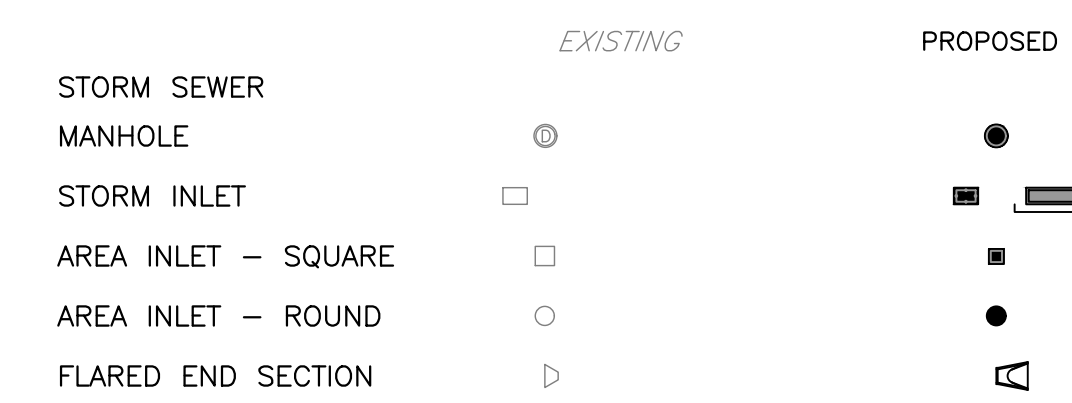 EXISTING PROPOSED
STORM SEWER
MANHOLE D
STORM INLET
AREA INLET – SQUARE
AREA INLET – ROUND
FLARED END SECTION